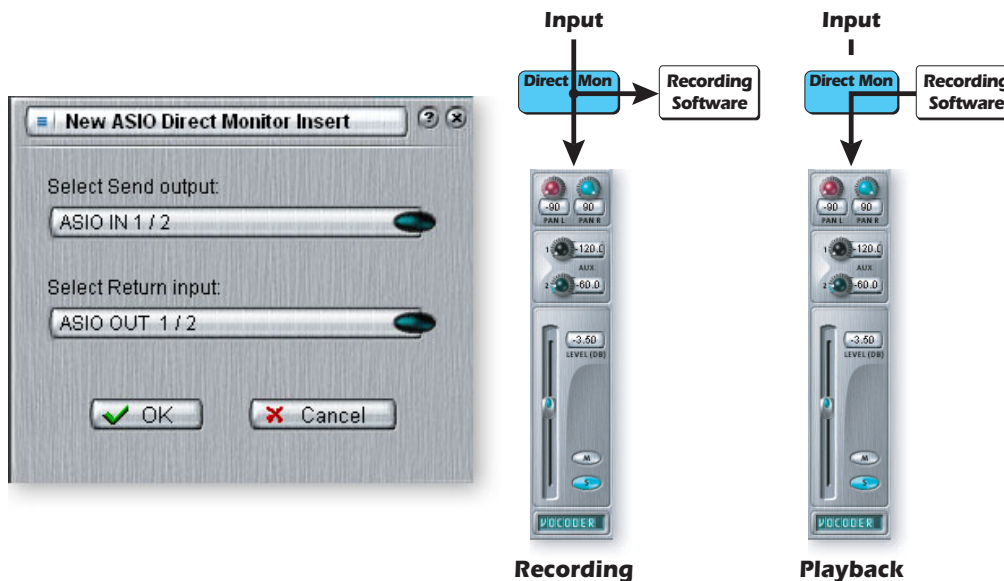 New ASIO Direct Monitor Insert
Select Send output:
ASIO IN 1 / 2
Select Return input:
ASIO OUT 1 / 2
OK
Cancel
Input
Direct Mon
Recording
Software
-90
90
PAN L
PAN R
1
-120.0
AUX
2
-60.0
-3.50
LEVEL (DB)
M
S
VOCODER
Recording
Input
Direct Mon
Recording
Software
-90
90
PAN L
PAN R
1
-120.0
AUX
2
-60.0
-3.50
LEVEL (DB)
M
S
VOCODER
Playback